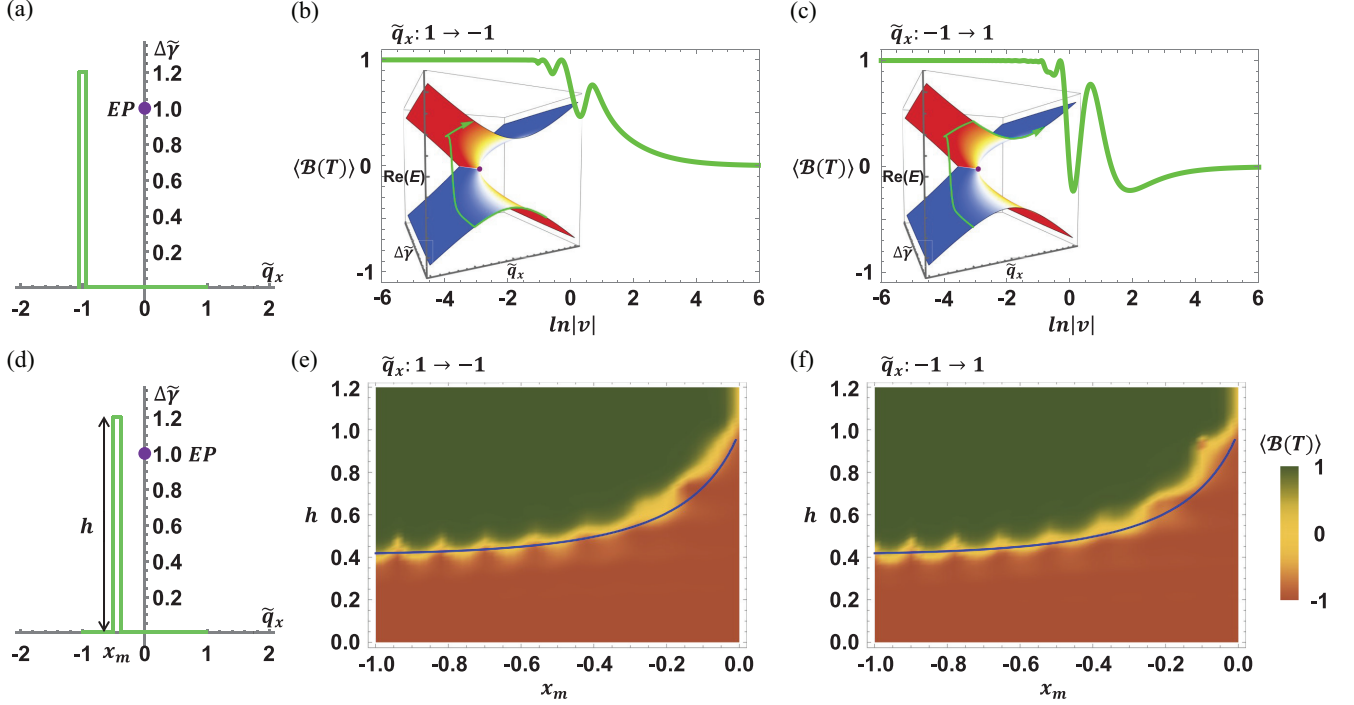 (a)
Δγ̃
1.2
EP 1.0
0.8
0.6
0.4
0.2
q̃x
-2 -1 0 1 2
(b)
q̃x: 1 → -1
1
0
-1
⟨ℬ(T)⟩
Re(E)
Δγ̃
q̃x
-6 -4 -2 0 2 4 6
ln|v|
(c)
q̃x: -1 → 1
1
0
-1
⟨ℬ(T)⟩
Re(E)
Δγ̃
q̃x
-6 -4 -2 0 2 4 6
ln|v|
(d)
Δγ̃
1.2
1.0 EP
0.8
0.6
0.4
0.2
h
q̃x
xm
-2 -1 0 1 2
(e)
q̃x: 1 → -1
1.2
1.0
0.8
h
0.6
0.4
0.2
0.0
-1.0 -0.8 -0.6 -0.4 -0.2 0.0
xm
(f)
q̃x: -1 → 1
1.2
1.0
0.8
h
0.6
0.4
0.2
0.0
-1.0 -0.8 -0.6 -0.4 -0.2 0.0
xm
⟨ℬ(T)⟩
1
0
-1